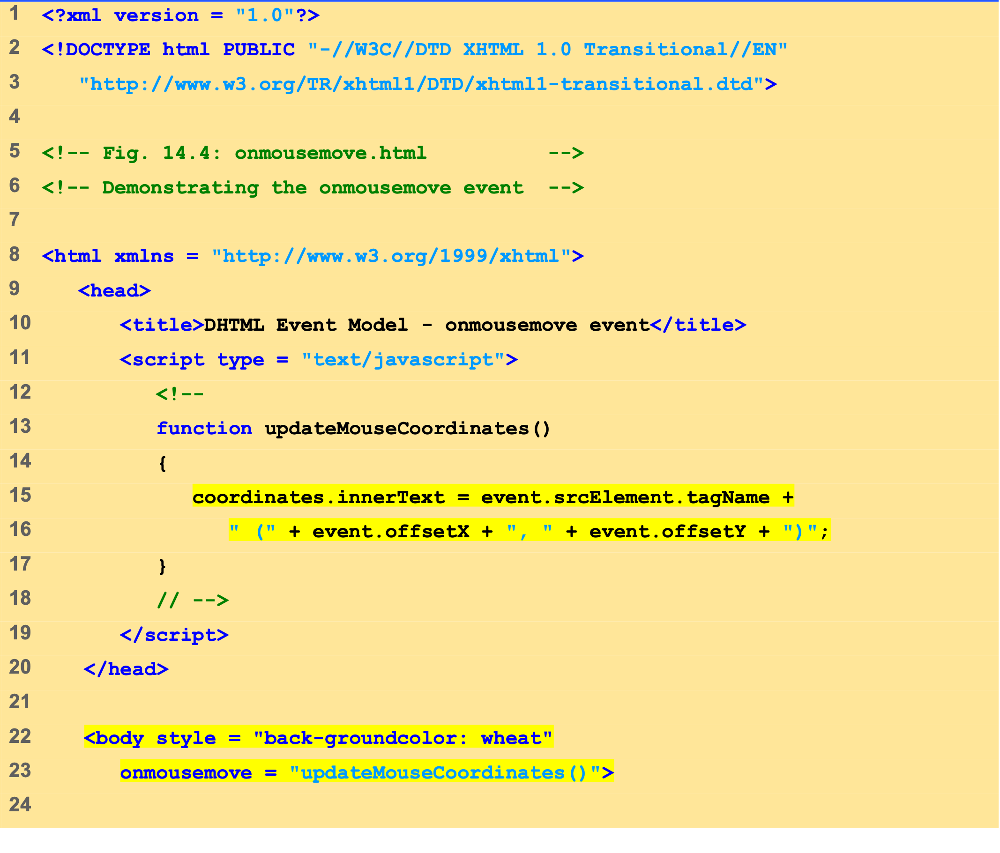 1 <?xml version = "1.0"?>
2 <!DOCTYPE html PUBLIC "-//W3C//DTD XHTML 1.0 Transitional//EN"
3 "http://www.w3.org/TR/xhtml1/DTD/xhtml1-transitional.dtd">
4
5 <!-- Fig. 14.4: onmousemove.html          -->
6 <!-- Demonstrating the onmousemove event  -->
7
8 <html xmlns = "http://www.w3.org/1999/xhtml">
9 <head>
10 <title>DHTML Event Model - onmousemove event</title>
11 <script type = "text/javascript">
12 <!--
13 function updateMouseCoordinates()
14 {
15 coordinates.innerText = event.srcElement.tagName +
16 " (" + event.offsetX + ", " + event.offsetY + ")";
17 }
18 // -->
19 </script>
20 </head>
21
22 <body style = "back-groundcolor: wheat"
23 onmousemove = "updateMouseCoordinates()">
24